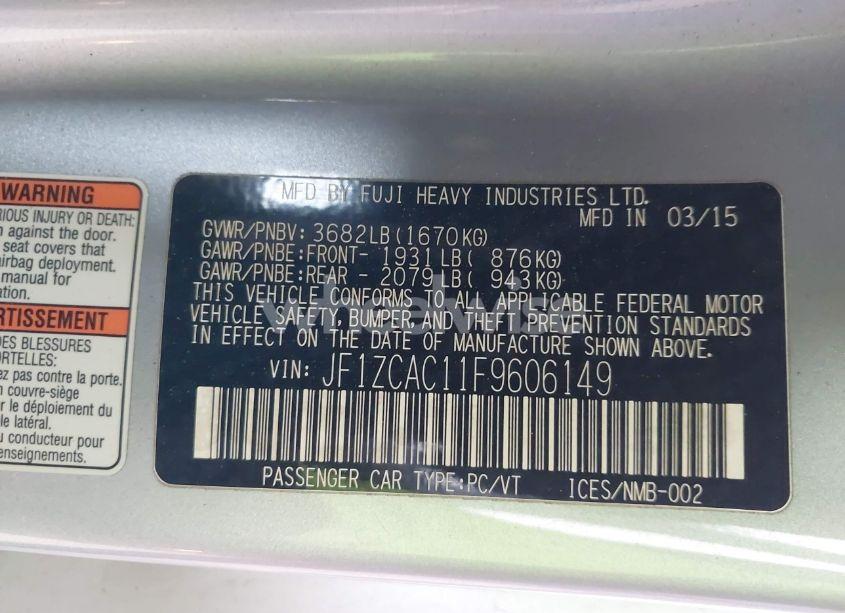 WARNING
RIOUS INJURY OR DEATH:
n against the door.
seat covers that
airbag deployment.
manual for
ation.
ERTISSEMENT
DES BLESSURES
ORTELLES:
ez pas contre la porte.
n couvre-siège
r le déploiement du
le latéral.
u conducteur pour
enseignements.
MFD BY FUJI HEAVY INDUSTRIES LTD.
MFD IN 03/15
GVWR/PNBV: 3682LB(1670KG)
GAWR/PNBE:FRONT- 1931LB( 876KG)
GAWR/PNBE:REAR - 2079LB( 943KG)
THIS VEHICLE CONFORMS TO ALL APPLICABLE FEDERAL MOTOR
VEHICLE SAFETY, BUMPER, AND THEFT PREVENTION STANDARDS
IN EFFECT ON THE DATE OF MANUFACTURE SHOWN ABOVE.
VIN: JF1ZCAC11F9606149
PASSENGER CAR TYPE:PC/VT ICES/NMB-002
wheelwise